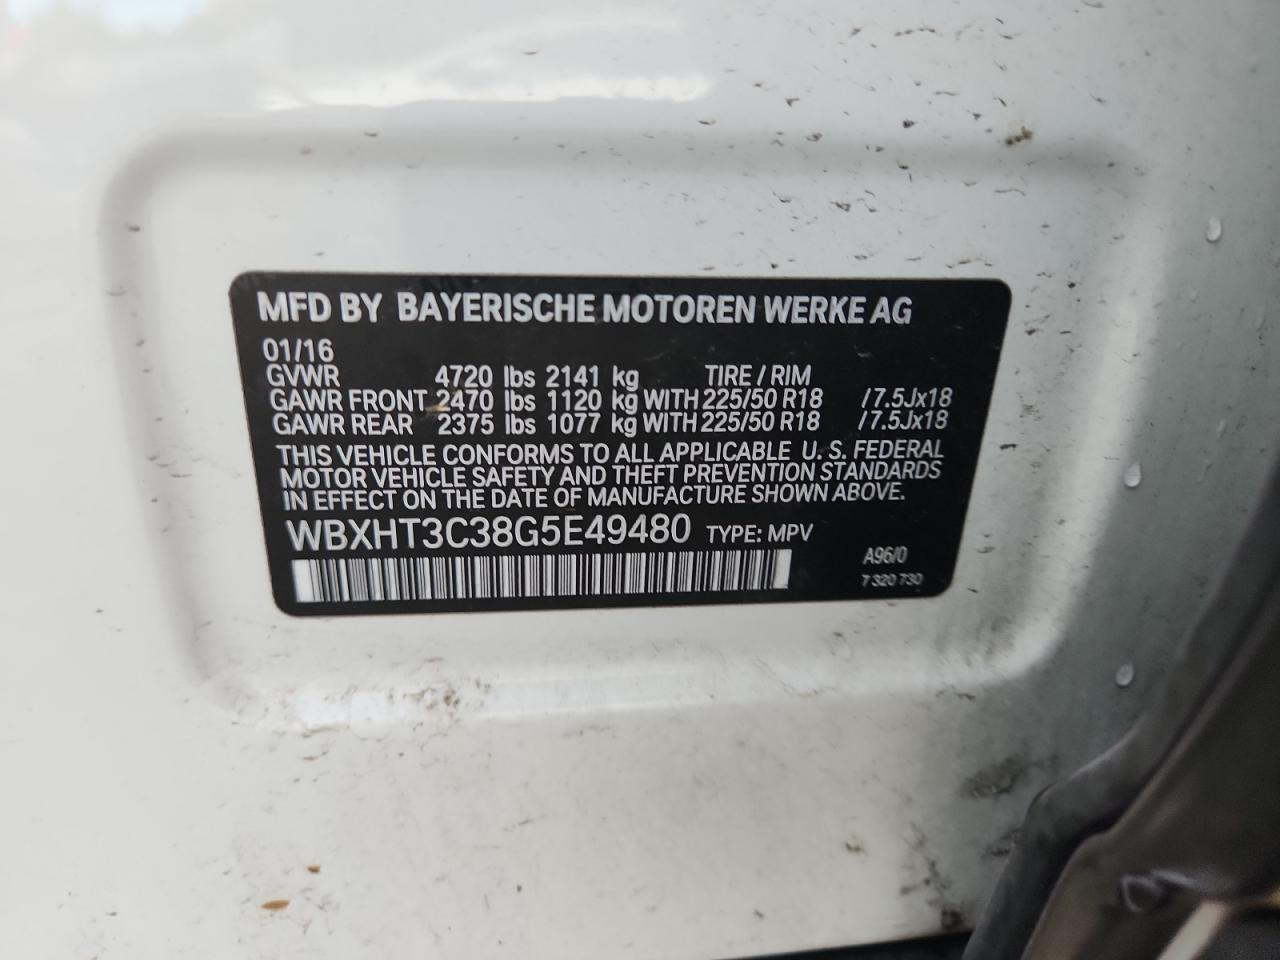 MFD BY BAYERISCHE MOTOREN WERKE AG
01/16
GVWR 4720 lbs 2141 kg TIRE / RIM
GAWR FRONT 2470 lbs 1120 kg WITH 225/50 R18 /7.5Jx18
GAWR REAR 2375 lbs 1077 kg WITH 225/50 R18 /7.5Jx18
THIS VEHICLE CONFORMS TO ALL APPLICABLE U. S. FEDERAL
MOTOR VEHICLE SAFETY AND THEFT PREVENTION STANDARDS
IN EFFECT ON THE DATE OF MANUFACTURE SHOWN ABOVE.
WBXHT3C38G5E49480 TYPE: MPV
A96/0
7 320 730